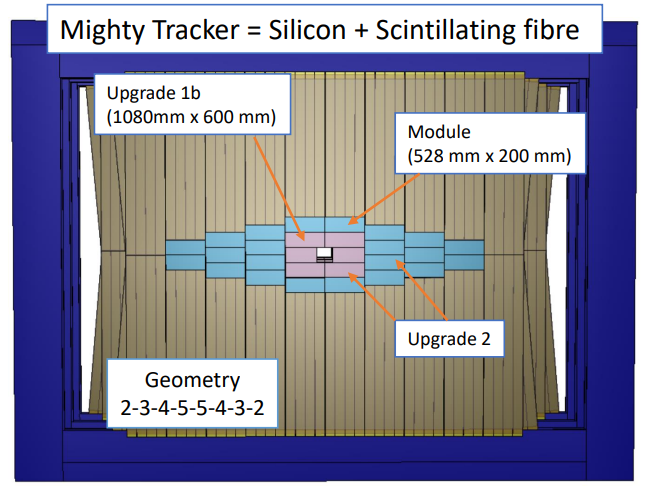 Mighty Tracker = Silicon + Scintillating fibre
Upgrade 1b
(1080mm x 600 mm)
Module
(528 mm x 200 mm)
Upgrade 2
Geometry
2-3-4-5-5-4-3-2